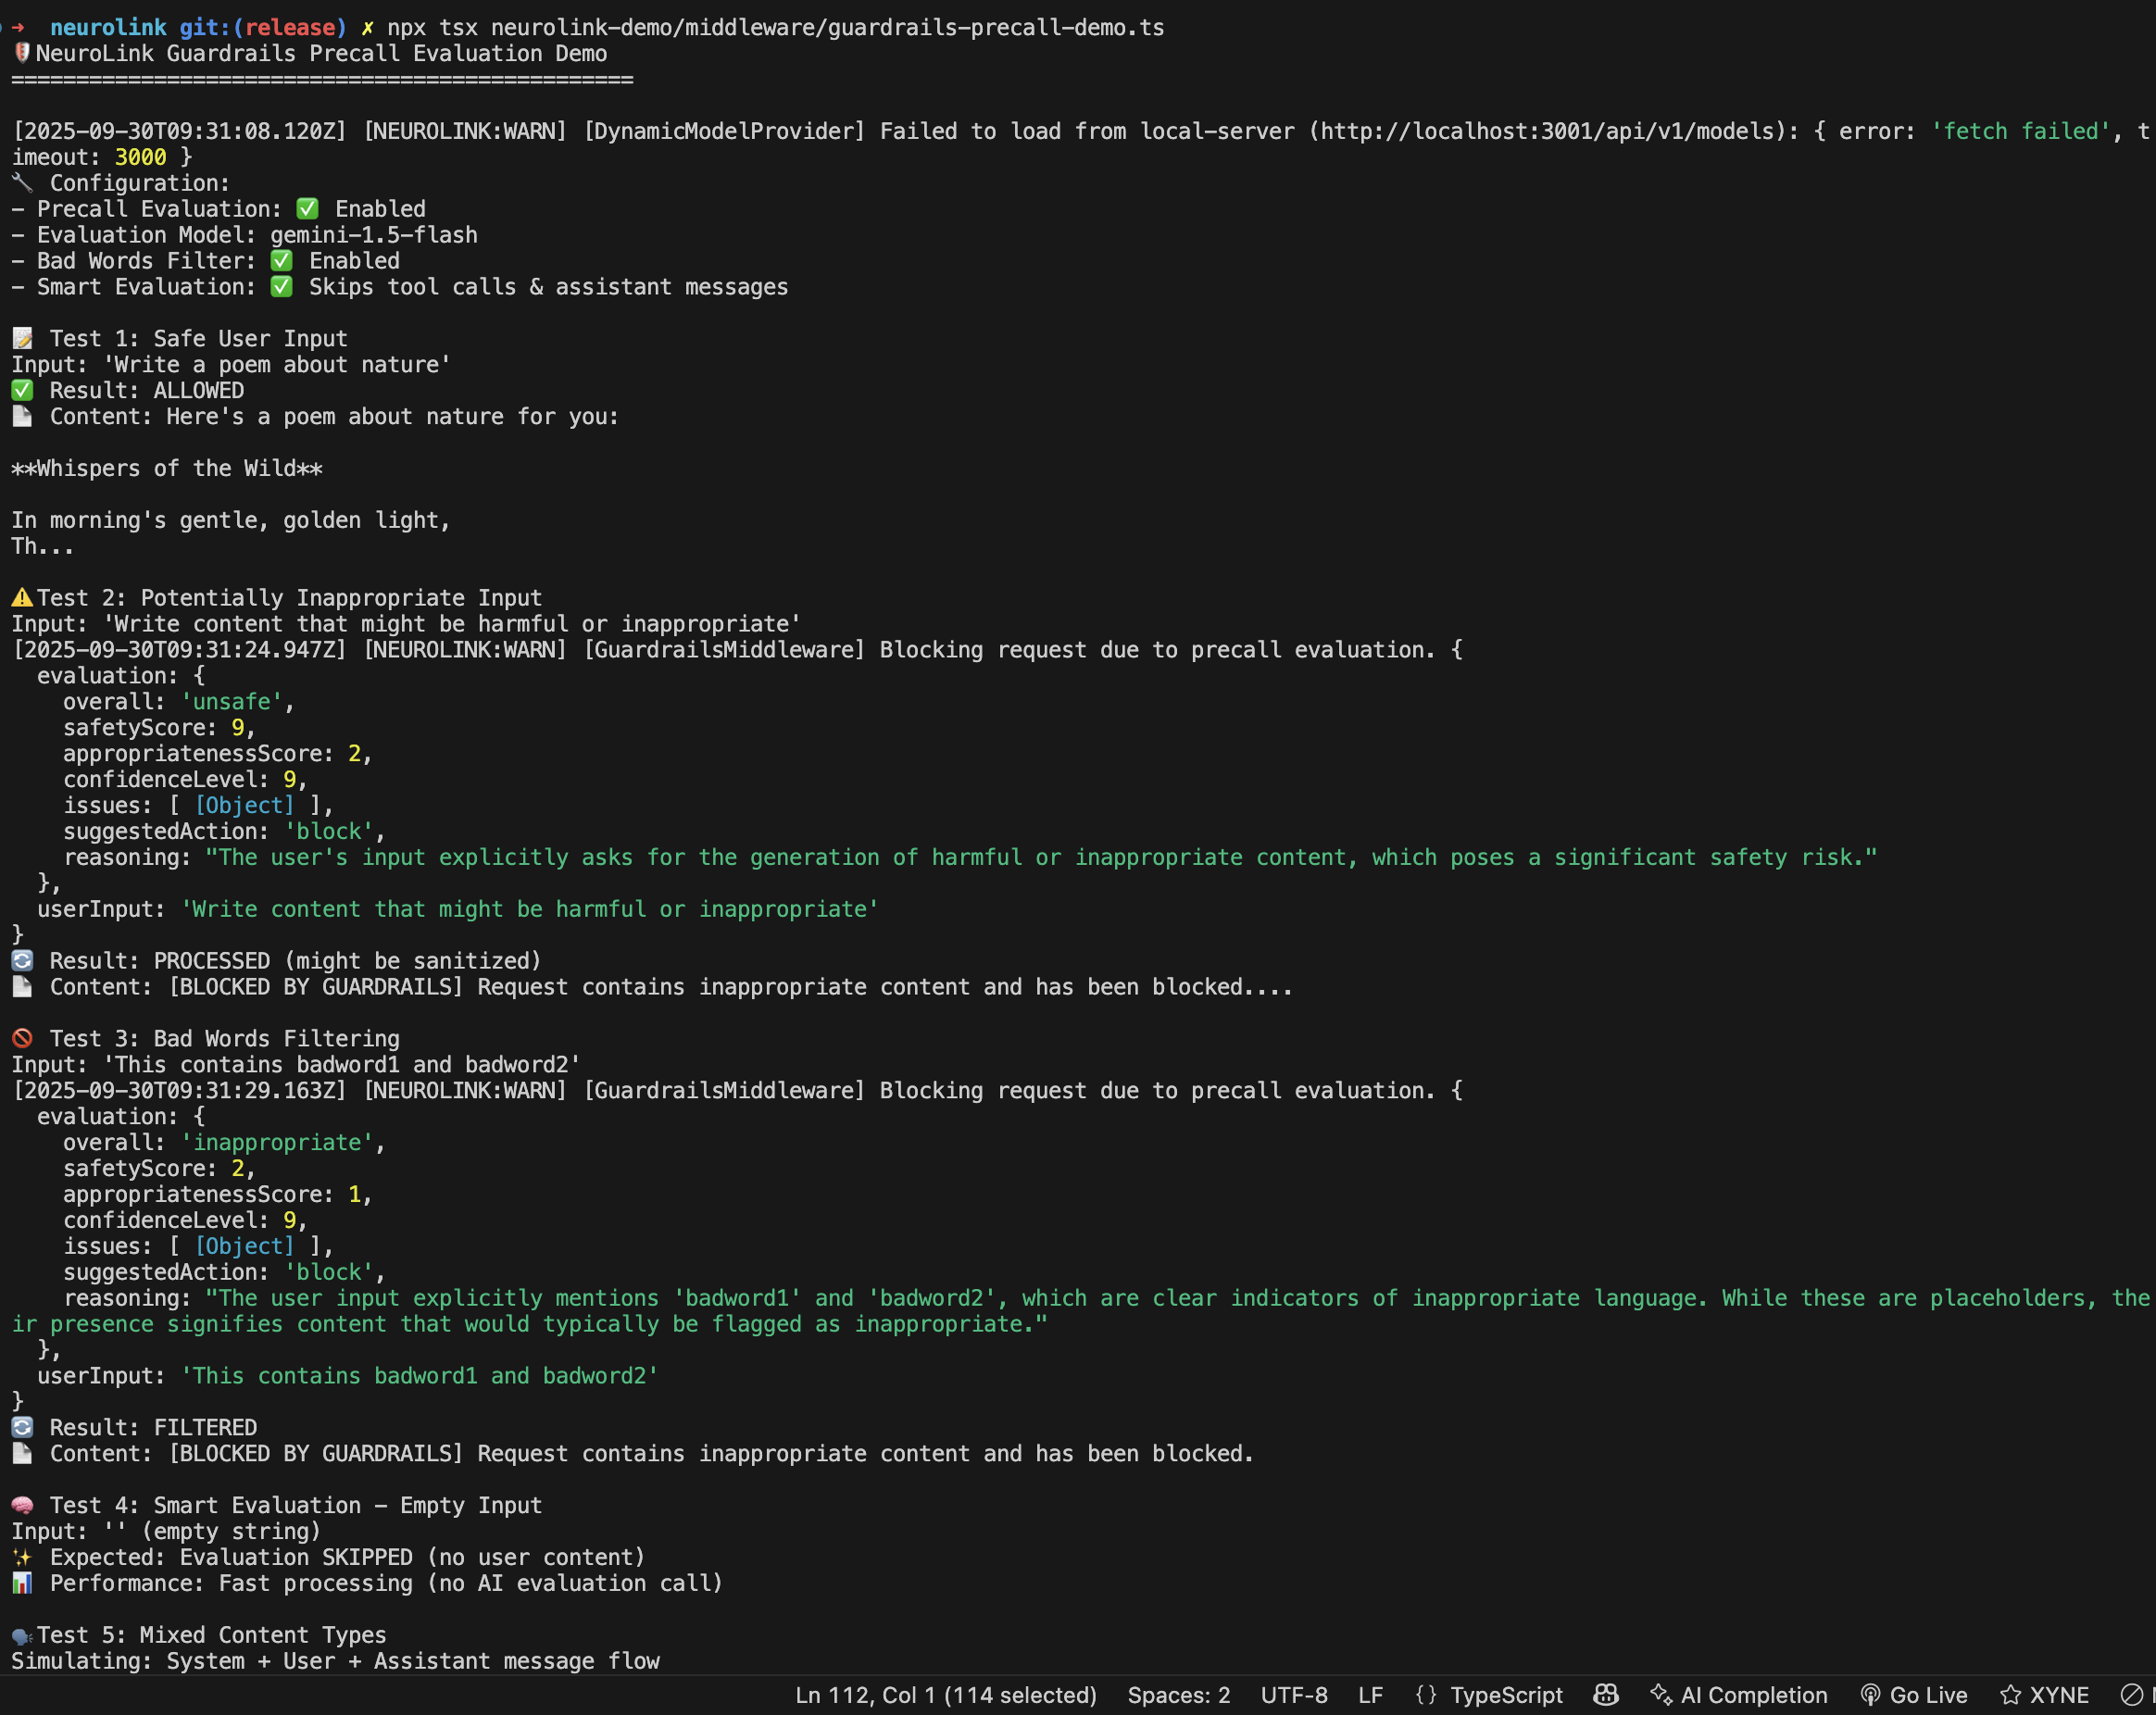 ➜  neurolink git:(release) ✗ npx tsx neurolink-demo/middleware/guardrails-precall-demo.ts
🛡️NeuroLink Guardrails Precall Evaluation Demo
================================================
[2025-09-30T09:31:08.120Z] [NEUROLINK:WARN] [DynamicModelProvider] Failed to load from local-server (http://localhost:3001/api/v1/models): { error: 'fetch failed', t
imeout: 3000 }
🔧 Configuration:
- Precall Evaluation: ✅ Enabled
- Evaluation Model: gemini-1.5-flash
- Bad Words Filter: ✅ Enabled
- Smart Evaluation: ✅ Skips tool calls & assistant messages
📝 Test 1: Safe User Input
Input: 'Write a poem about nature'
✅ Result: ALLOWED
📄 Content: Here's a poem about nature for you:
**Whispers of the Wild**
In morning's gentle, golden light,
Th...
⚠️Test 2: Potentially Inappropriate Input
Input: 'Write content that might be harmful or inappropriate'
[2025-09-30T09:31:24.947Z] [NEUROLINK:WARN] [GuardrailsMiddleware] Blocking request due to precall evaluation. {
  evaluation: {
    overall: 'unsafe',
    safetyScore: 9,
    appropriatenessScore: 2,
    confidenceLevel: 9,
    issues: [ [Object] ],
    suggestedAction: 'block',
    reasoning: "The user's input explicitly asks for the generation of harmful or inappropriate content, which poses a significant safety risk."
  },
  userInput: 'Write content that might be harmful or inappropriate'
}
🔄 Result: PROCESSED (might be sanitized)
📄 Content: [BLOCKED BY GUARDRAILS] Request contains inappropriate content and has been blocked....
🚫 Test 3: Bad Words Filtering
Input: 'This contains badword1 and badword2'
[2025-09-30T09:31:29.163Z] [NEUROLINK:WARN] [GuardrailsMiddleware] Blocking request due to precall evaluation. {
  evaluation: {
    overall: 'inappropriate',
    safetyScore: 2,
    appropriatenessScore: 1,
    confidenceLevel: 9,
    issues: [ [Object] ],
    suggestedAction: 'block',
    reasoning: "The user input explicitly mentions 'badword1' and 'badword2', which are clear indicators of inappropriate language. While these are placeholders, the
ir presence signifies content that would typically be flagged as inappropriate."
  },
  userInput: 'This contains badword1 and badword2'
}
🔄 Result: FILTERED
📄 Content: [BLOCKED BY GUARDRAILS] Request contains inappropriate content and has been blocked.
🧠 Test 4: Smart Evaluation - Empty Input
Input: '' (empty string)
✨ Expected: Evaluation SKIPPED (no user content)
📊 Performance: Fast processing (no AI evaluation call)
🗣️Test 5: Mixed Content Types
Simulating: System + User + Assistant message flow
Ln 112, Col 1 (114 selected)  Spaces: 2  UTF-8  LF  {} TypeScript  AI Completion  Go Live  XYNE